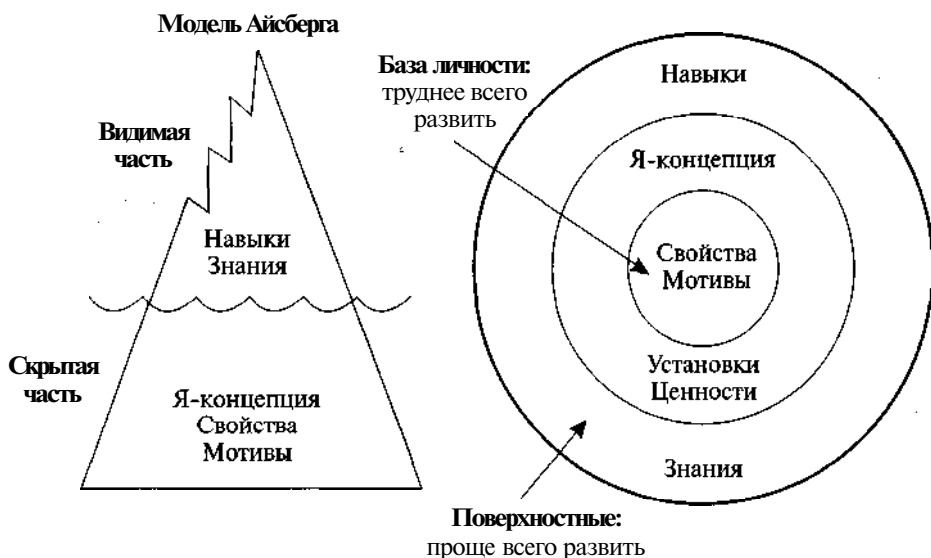 Модель Айсберга
Видимая
часть
Навыки
Знания
Скрытая
часть
Я-концепция
Свойства
Мотивы
База личности:
труднее всего
развить
Навыки
Я-концепция
Свойства
Мотивы
Установки
Ценности
Знания
Поверхностные:
проще всего развить